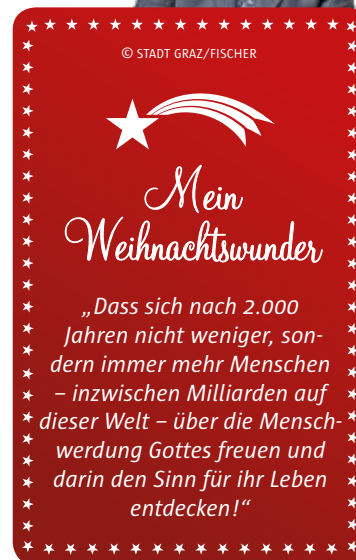 © STADT GRAZ/FISCHER
Mein
Weihnachtswunder
„Dass sich nach 2.000
Jahren nicht weniger, son-
dern immer mehr Menschen
– inzwischen Milliarden auf
dieser Welt – über die Mensch-
werdung Gottes freuen und
darin den Sinn für ihr Leben
entdecken!“